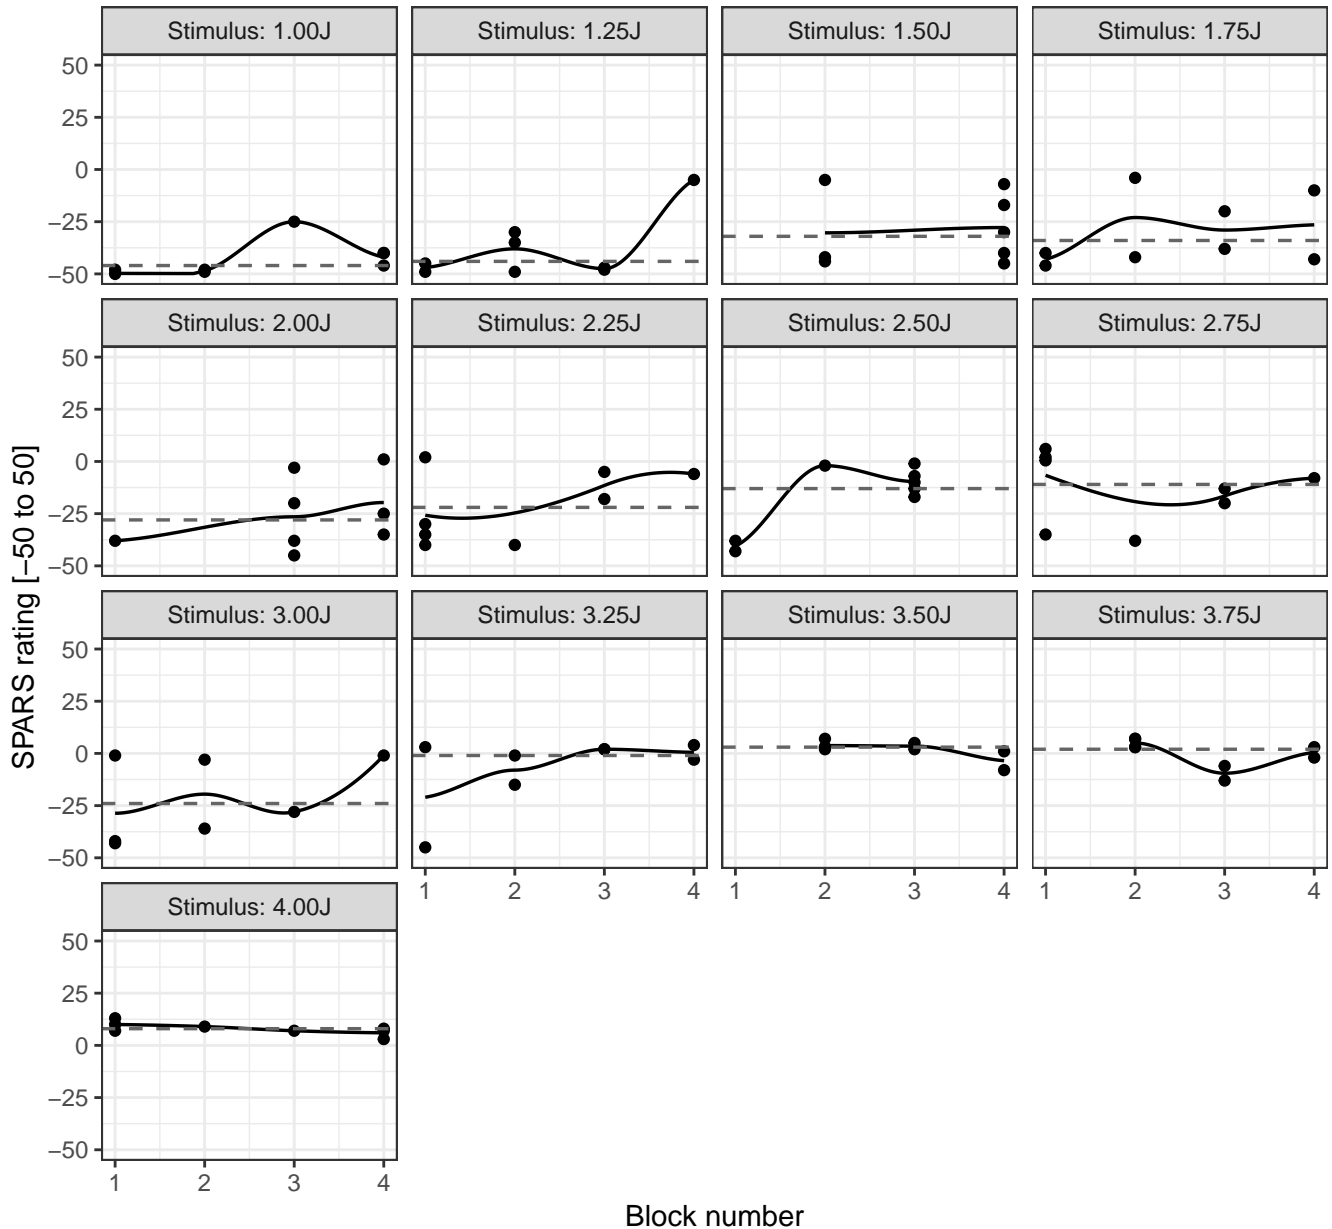 Stimulus: 1.00J
Stimulus: 1.25J
Stimulus: 1.50J
Stimulus: 1.75J
50
25
0
−25
−50
Stimulus: 2.00J
Stimulus: 2.25J
Stimulus: 2.50J
Stimulus: 2.75J
50
25
0
−25
−50
SPARS rating [−50 to 50]
Stimulus: 3.00J
Stimulus: 3.25J
Stimulus: 3.50J
Stimulus: 3.75J
50
25
0
−25
−50
1 2 3 4
1 2 3 4
1 2 3 4
Stimulus: 4.00J
50
25
0
−25
−50
1 2 3 4
Block number